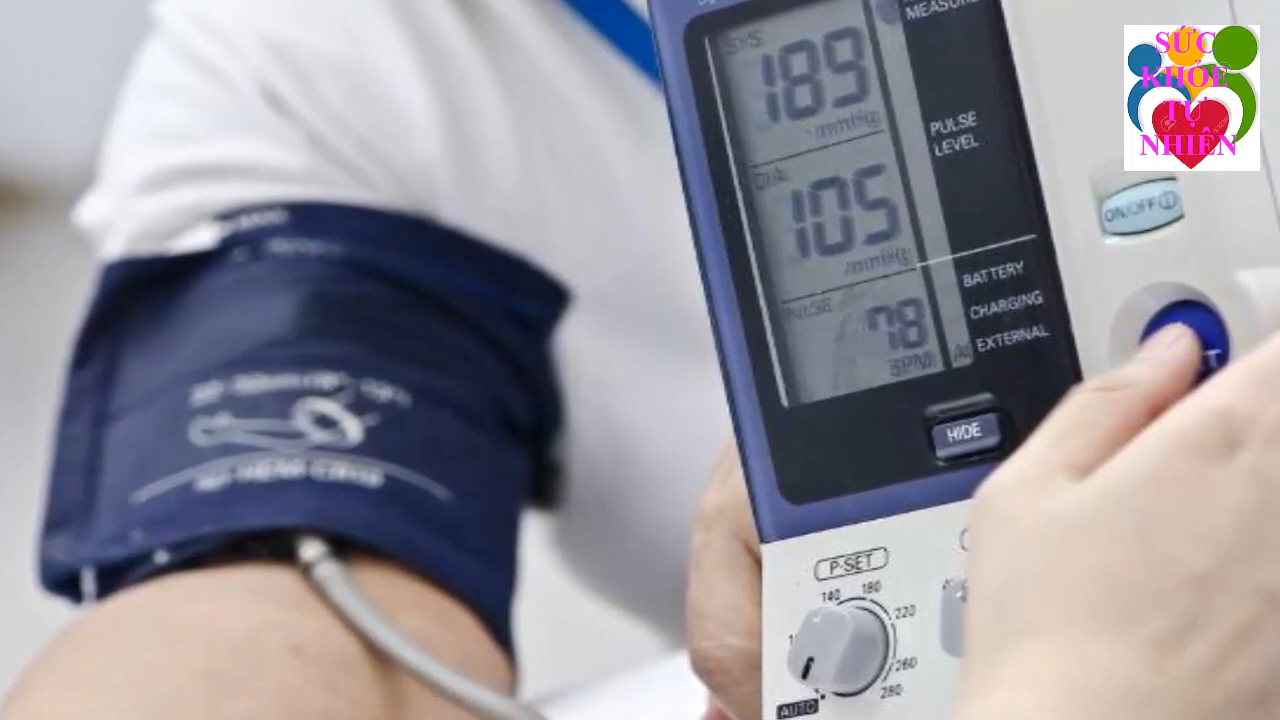 MEASURE
SYS
189
mmHg
PULSE
LEVEL
DIA
105
mmHg
BATTERY
CHARGING
EXTERNAL
PULSE
78
BPM
HIDE
ON/OFF
P-SET
140
180
220
260
280
AUTO
SỨC
KHỎE
TỰ
NHIÊN